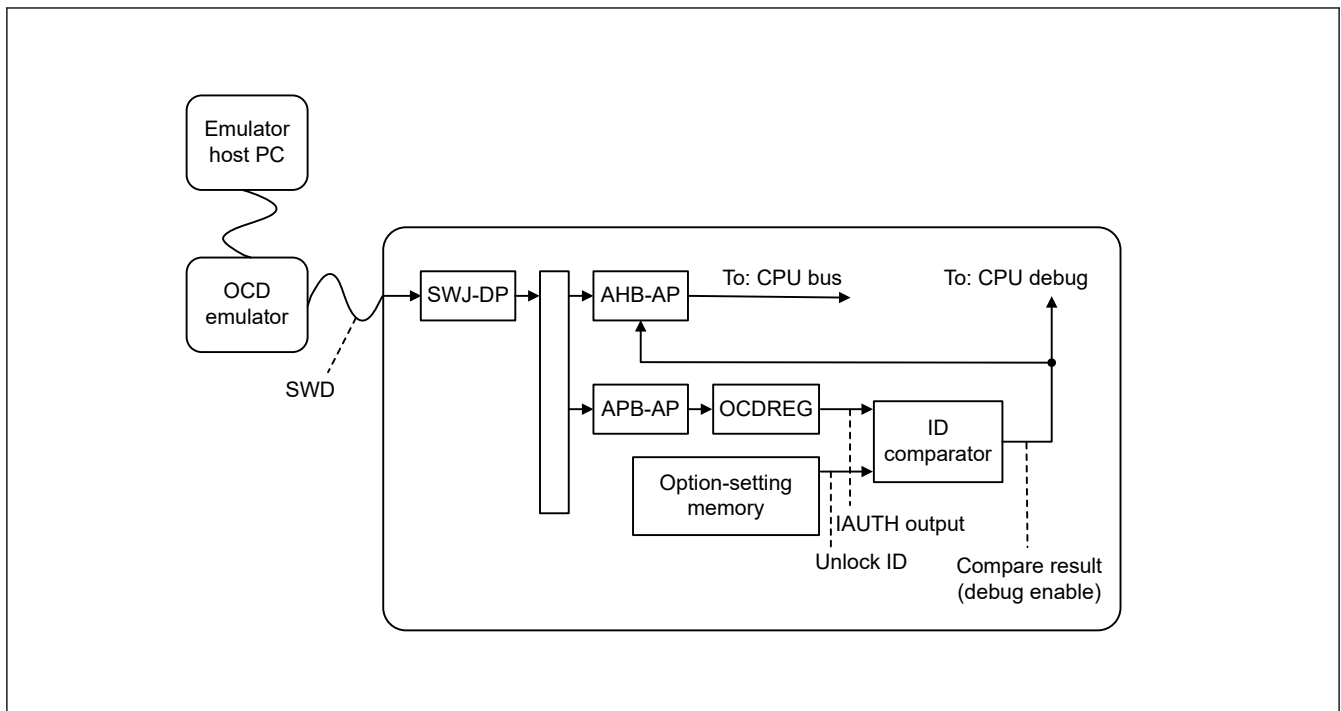 Emulator
host PC
OCD
emulator
SWD
SWJ-DP
AHB-AP
To: CPU bus
To: CPU debug
APB-AP
OCDREG
ID
comparator
Option-setting
memory
IAUTH output
Unlock ID
Compare result
(debug enable)